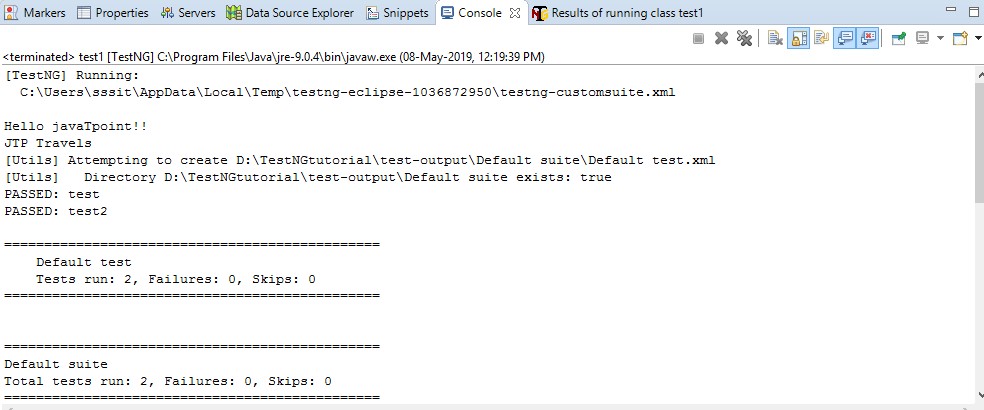 Markers Properties Servers Data Source Explorer Snippets Console Results of running class test1
<terminated> test1 [TestNG] C:\Program Files\Java\jre-9.0.4\bin\javaw.exe (08-May-2019, 12:19:39 PM)
[TestNG] Running:
  C:\Users\sssit\AppData\Local\Temp\testng-eclipse-1036872950\testng-customsuite.xml
Hello javaTpoint!!
JTP Travels
[Utils] Attempting to create D:\TestNGtutorial\test-output\Default suite\Default test.xml
[Utils]   Directory D:\TestNGtutorial\test-output\Default suite exists: true
PASSED: test
PASSED: test2
===============================================
    Default test
    Tests run: 2, Failures: 0, Skips: 0
===============================================
===============================================
Default suite
Total tests run: 2, Failures: 0, Skips: 0
===============================================